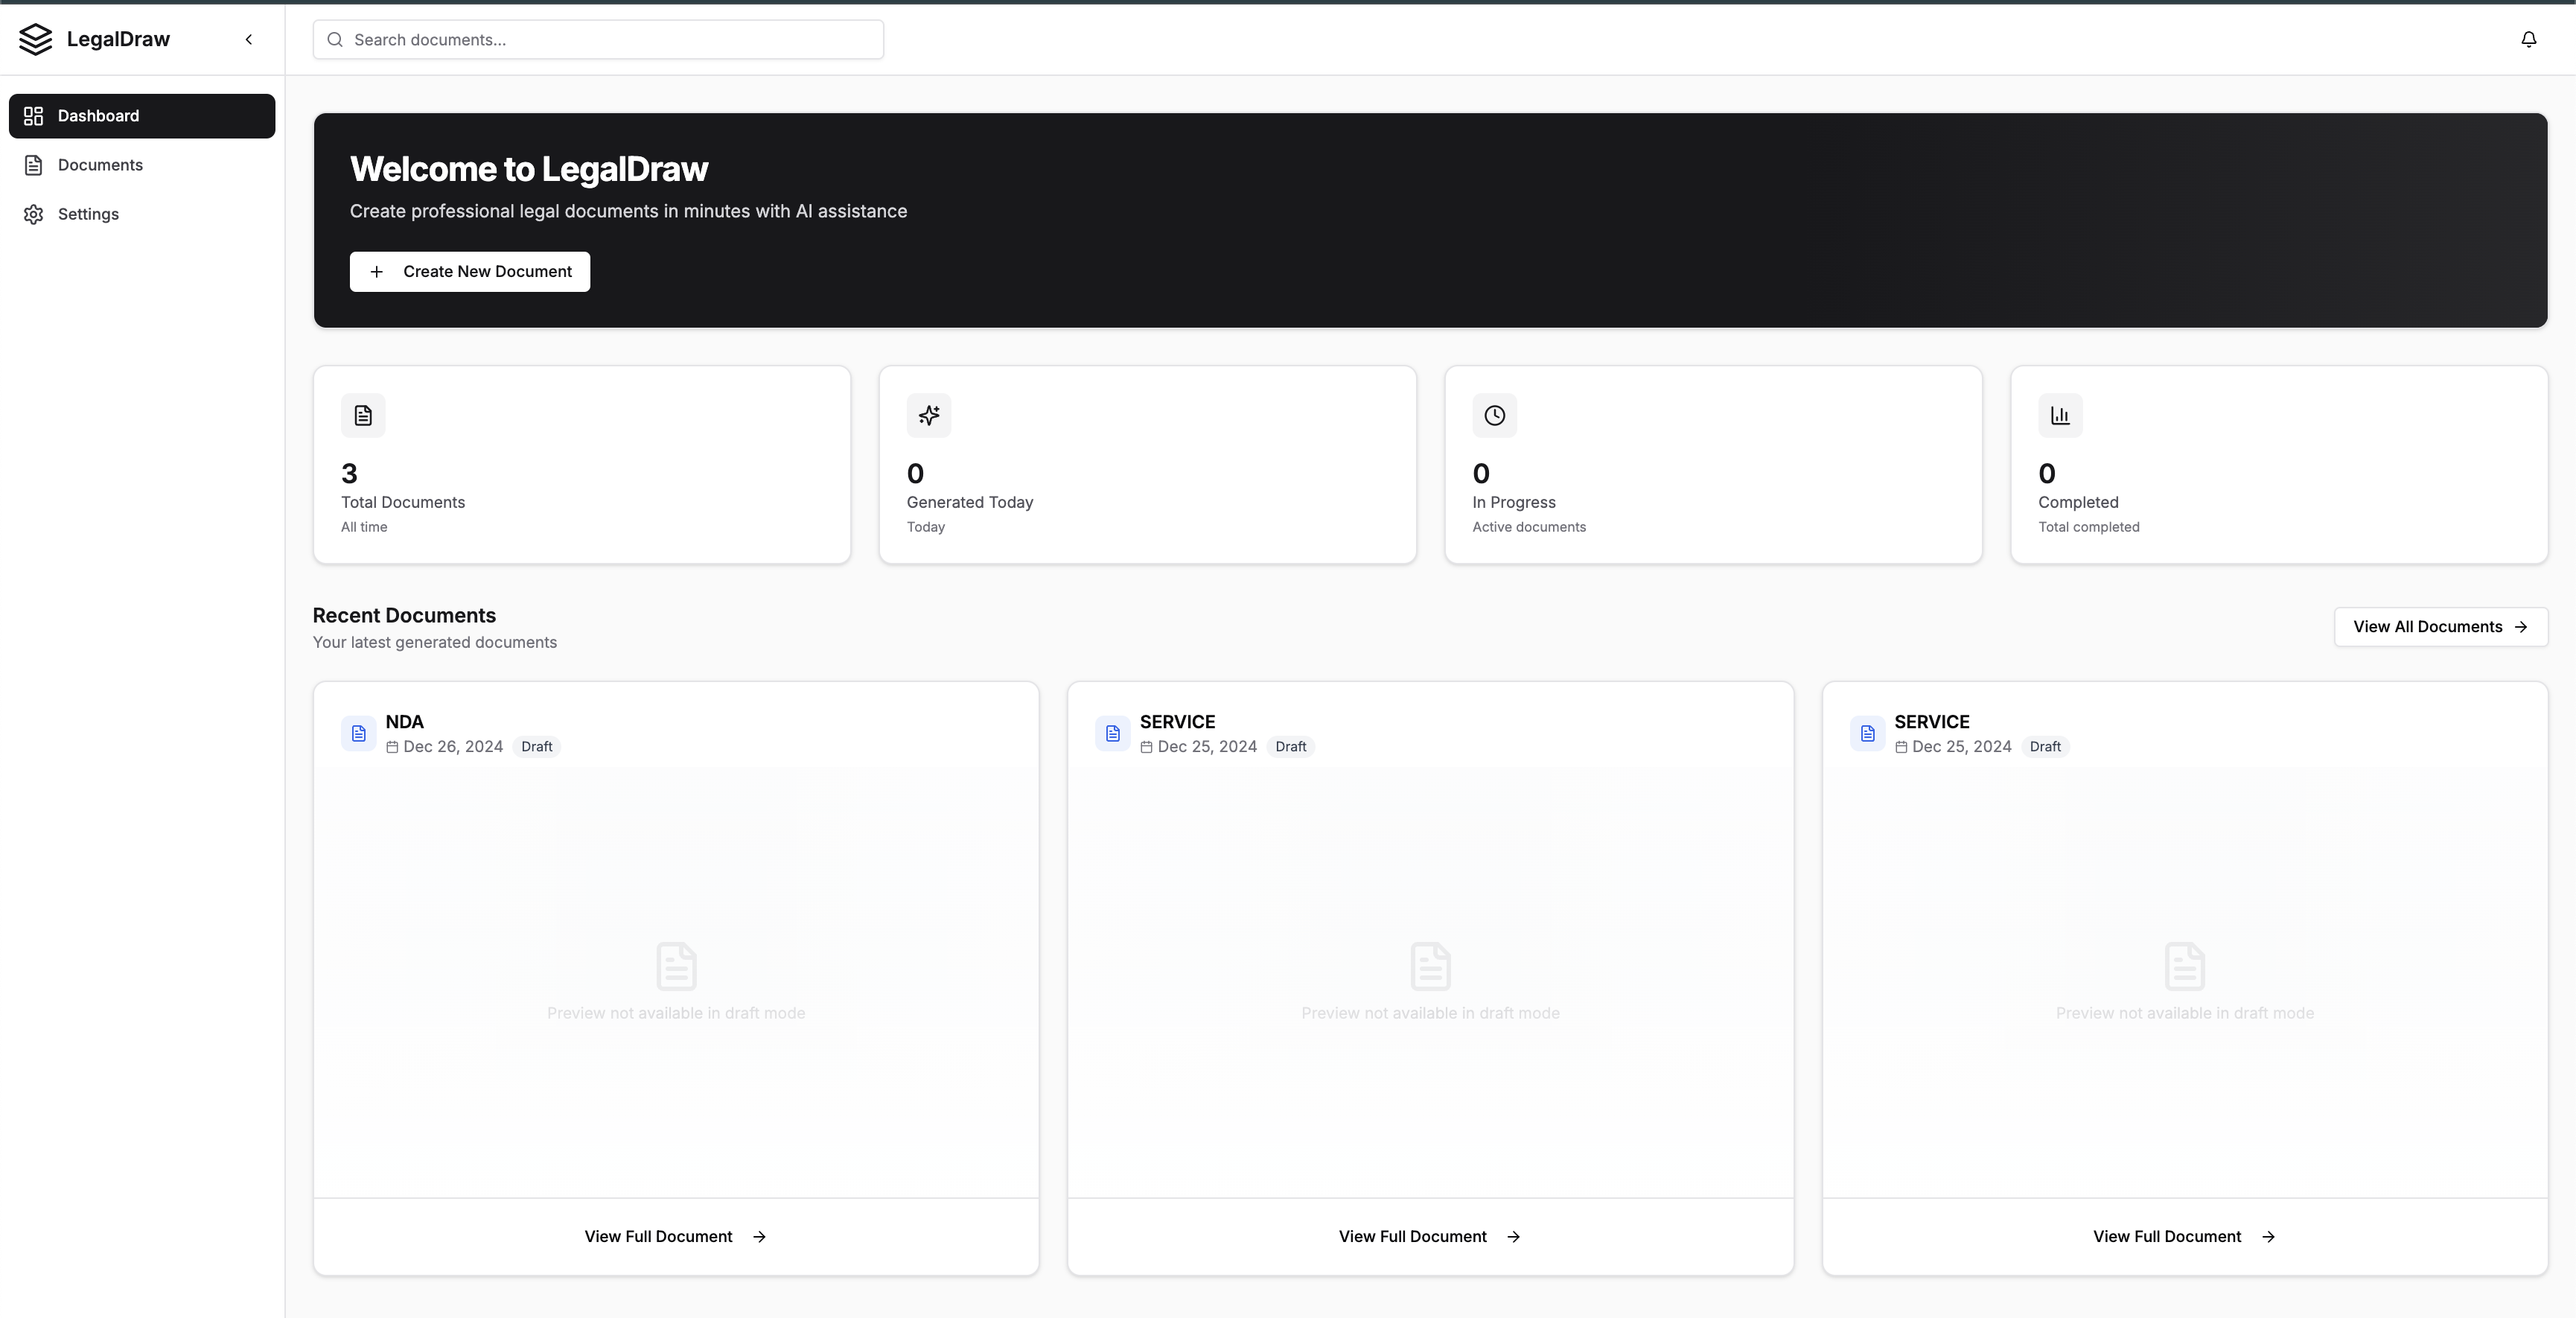 LegalDraw
Search documents...
Dashboard
Documents
Settings
Welcome to LegalDraw
Create professional legal documents in minutes with AI assistance
Create New Document
3
Total Documents
All time
0
Generated Today
Today
0
In Progress
Active documents
0
Completed
Total completed
Recent Documents
Your latest generated documents
View All Documents
NDA
Dec 26, 2024 Draft
Preview not available in draft mode
View Full Document
SERVICE
Dec 25, 2024 Draft
Preview not available in draft mode
View Full Document
SERVICE
Dec 25, 2024 Draft
Preview not available in draft mode
View Full Document